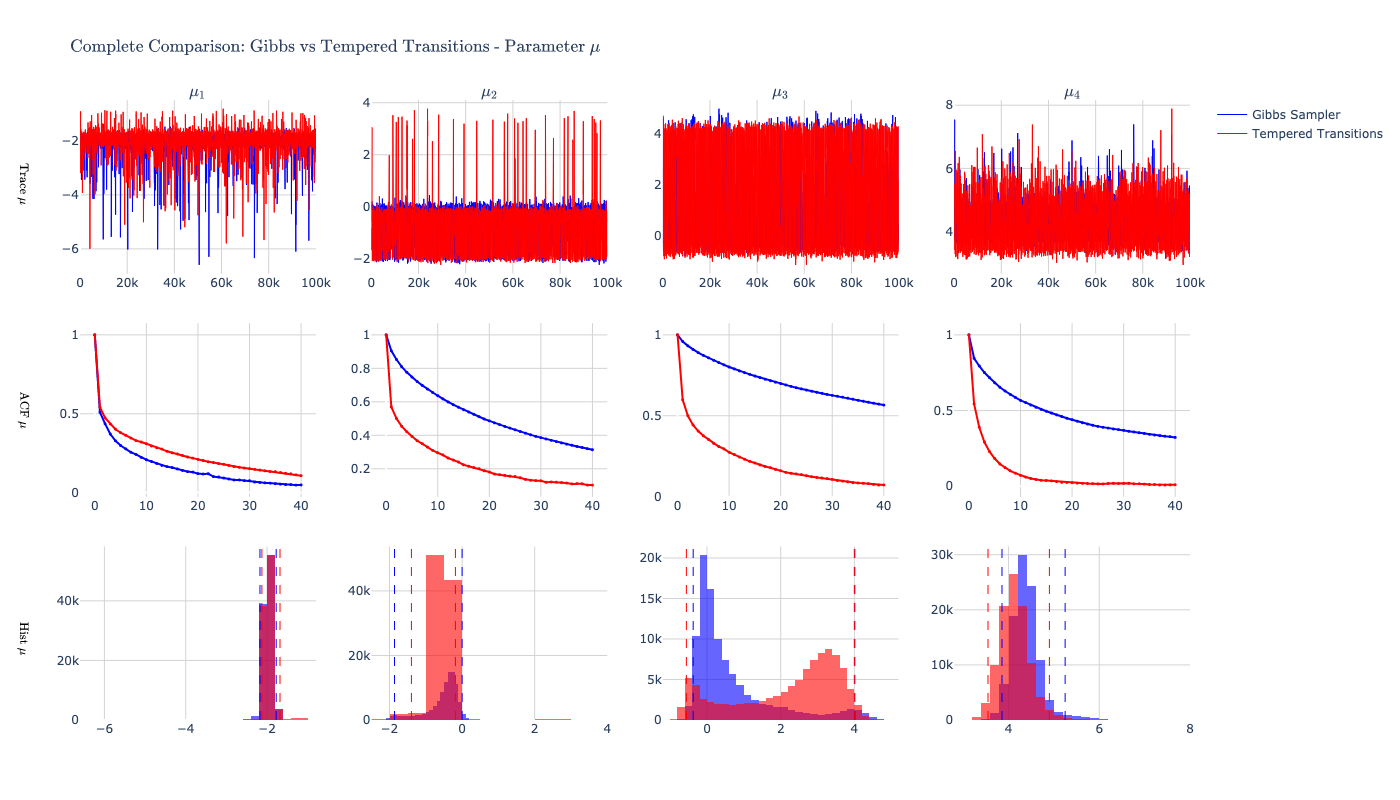 Complete Comparison: Gibbs vs Tempered Transitions - Parameter μ
μ₁ μ₂ μ₃ μ₄
Gibbs Sampler
Tempered Transitions
Trace μ
−2
−4
−6
0 20k 40k 60k 80k 100k
4
2
0
−2
0 20k 40k 60k 80k 100k
4
2
0
0 20k 40k 60k 80k 100k
8
6
4
0 20k 40k 60k 80k 100k
ACF μ
1
0.5
0
0 10 20 30 40
1
0.8
0.6
0.4
0.2
0 10 20 30 40
1
0.5
0
0 10 20 30 40
1
0.5
0
0 10 20 30 40
Hist μ
40k
20k
0
−6 −4 −2
40k
20k
0
−2 0 2 4
20k
15k
10k
5k
0
0 2 4
30k
20k
10k
0
4 6 8